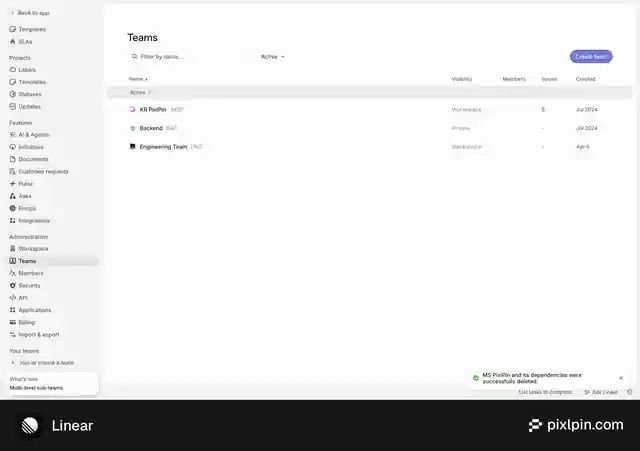 Back to app
Templates
SLAs
Projects
Labels
Templates
Statuses
Updates
Features
AI & Agents
Initiatives
Documents
Customer requests
Pulse
Asks
Emojis
Integrations
Administration
Workspace
Teams
Members
Security
API
Applications
Billing
Import & export
Your teams
Join or create a team
What's new
Multi-level sub-teams
Teams
Filter by name...
Active
Create team
Name
Visibility
Members
Issues
Created
Active
KR PixlPin
Workspace
Jul 2024
Backend BAC
Private
-
Jul 2024
Engineering Team ENG
Workspace
-
MS PixlPin and its dependencies were
successfully deleted.
Ask Linear
Linear
pixlpin.com